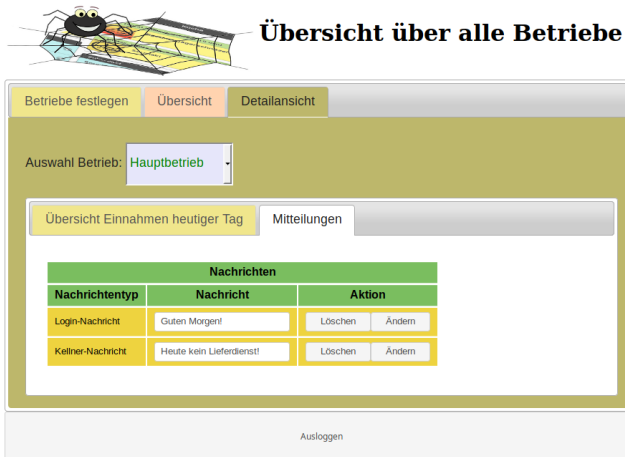 Übersicht über alle Betriebe
Betriebe festlegen Übersicht Detailansicht
Auswahl Betrieb: Hauptbetrieb
Übersicht Einnahmen heutiger Tag Mitteilungen
Nachrichten
Nachrichtentyp Nachricht Aktion
Login-Nachricht Guten Morgen! Löschen Ändern
Kellner-Nachricht Heute kein Lieferdienst! Löschen Ändern
Ausloggen